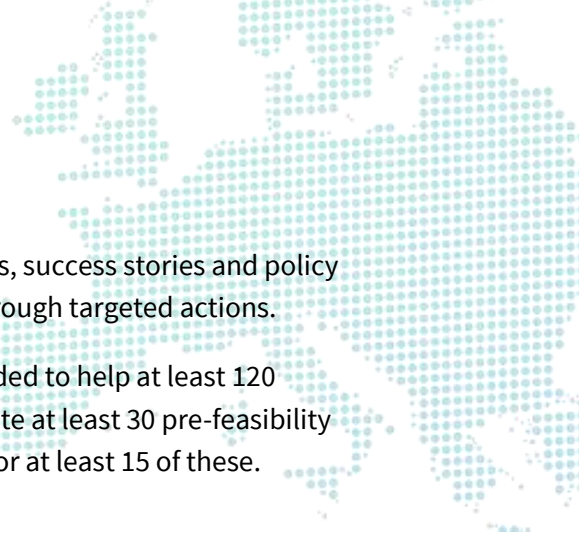 s, success stories and policy
rough targeted actions.
ded to help at least 120
te at least 30 pre-feasibility
or at least 15 of these.